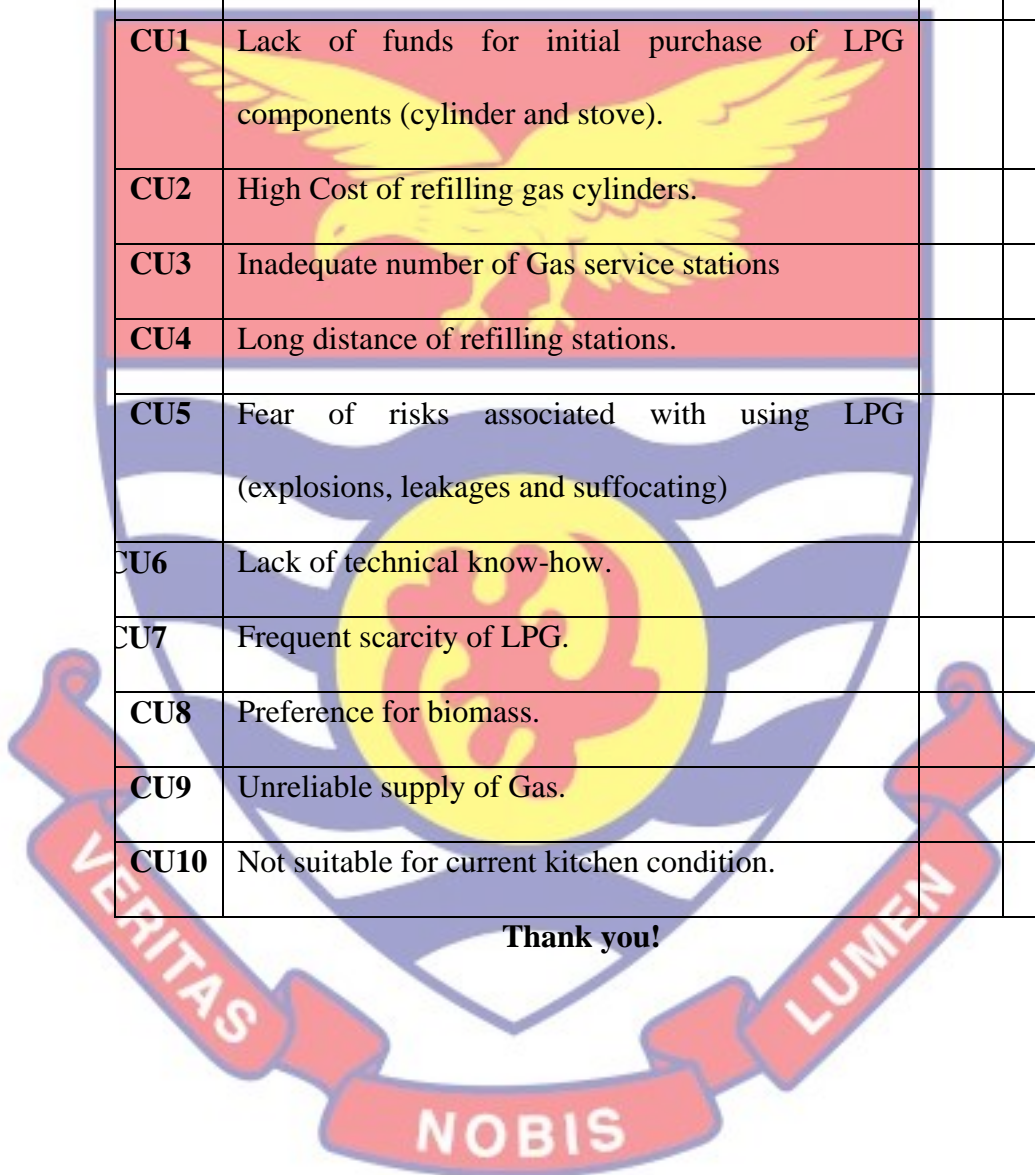 CU1 Lack of funds for initial purchase of LPG
components (cylinder and stove).
CU2 High Cost of refilling gas cylinders.
CU3 Inadequate number of Gas service stations
CU4 Long distance of refilling stations.
CU5 Fear of risks associated with using LPG
(explosions, leakages and suffocating)
CU6 Lack of technical know-how.
CU7 Frequent scarcity of LPG.
CU8 Preference for biomass.
CU9 Unreliable supply of Gas.
CU10 Not suitable for current kitchen condition.
Thank you!
VERITAS
NOBIS
LUMEN